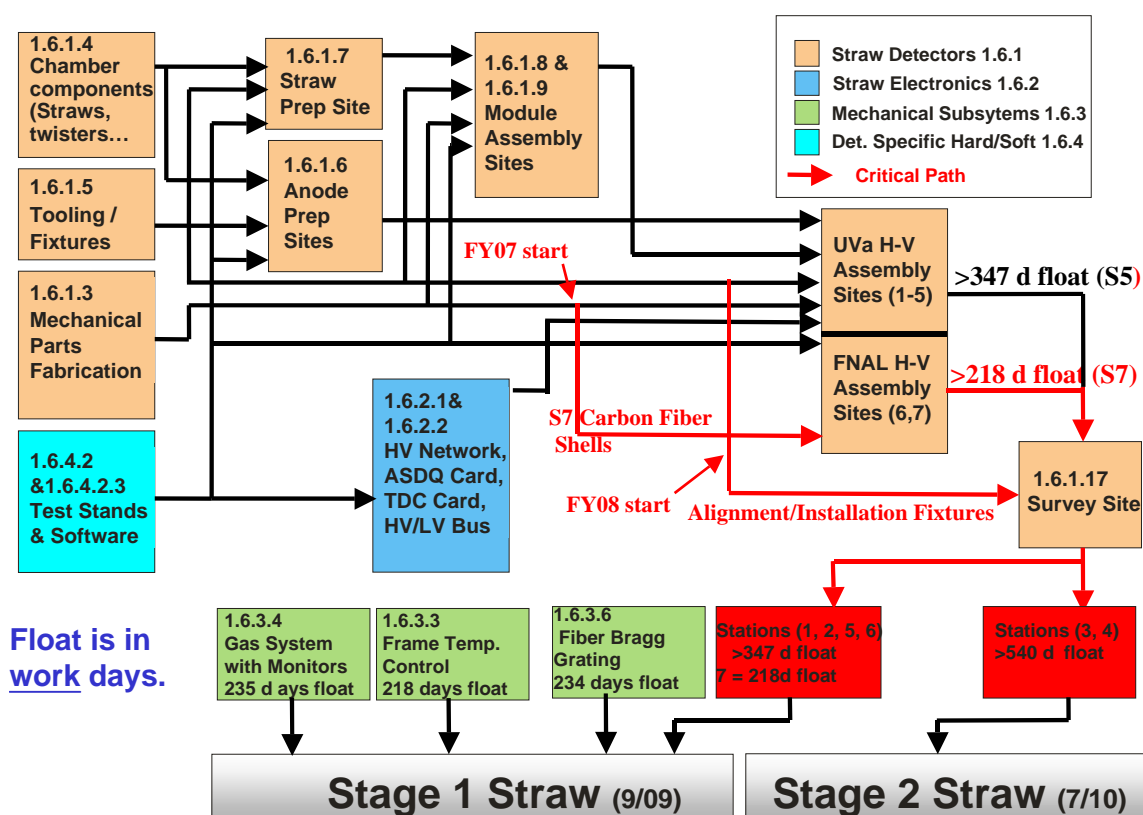 1.6.1.4
Chamber
components
(Straws,
twisters…
1.6.1.7
Straw
Prep Site
1.6.1.8 &
1.6.1.9
Module
Assembly
Sites
Straw Detectors 1.6.1
Straw Electronics 1.6.2
Mechanical Subsytems 1.6.3
Det. Specific Hard/Soft 1.6.4
Critical Path
1.6.1.5
Tooling /
Fixtures
1.6.1.6
Anode
Prep
Sites
1.6.1.3
Mechanical
Parts
Fabrication
FY07 start
UVa H-V
Assembly
Sites (1-5)
>347 d float (S5)
FNAL H-V
Assembly
Sites (6,7)
>218 d float (S7)
1.6.4.2
&1.6.4.2.3
Test Stands
& Software
1.6.2.1&
1.6.2.2
HV Network,
ASDQ Card,
TDC Card,
HV/LV Bus
S7 Carbon Fiber
Shells
FY08 start
Alignment/Installation Fixtures
1.6.1.17
Survey Site
Float is in
work days.
1.6.3.4
Gas System
with Monitors
235 d ays float
1.6.3.3
Frame Temp.
Control
218 days float
1.6.3.6
Fiber Bragg
Grating
234 days float
Stations (1, 2, 5, 6)
>347 d float
7 = 218d float
Stations (3, 4)
>540 d float
Stage 1 Straw (9/09)
Stage 2 Straw (7/10)